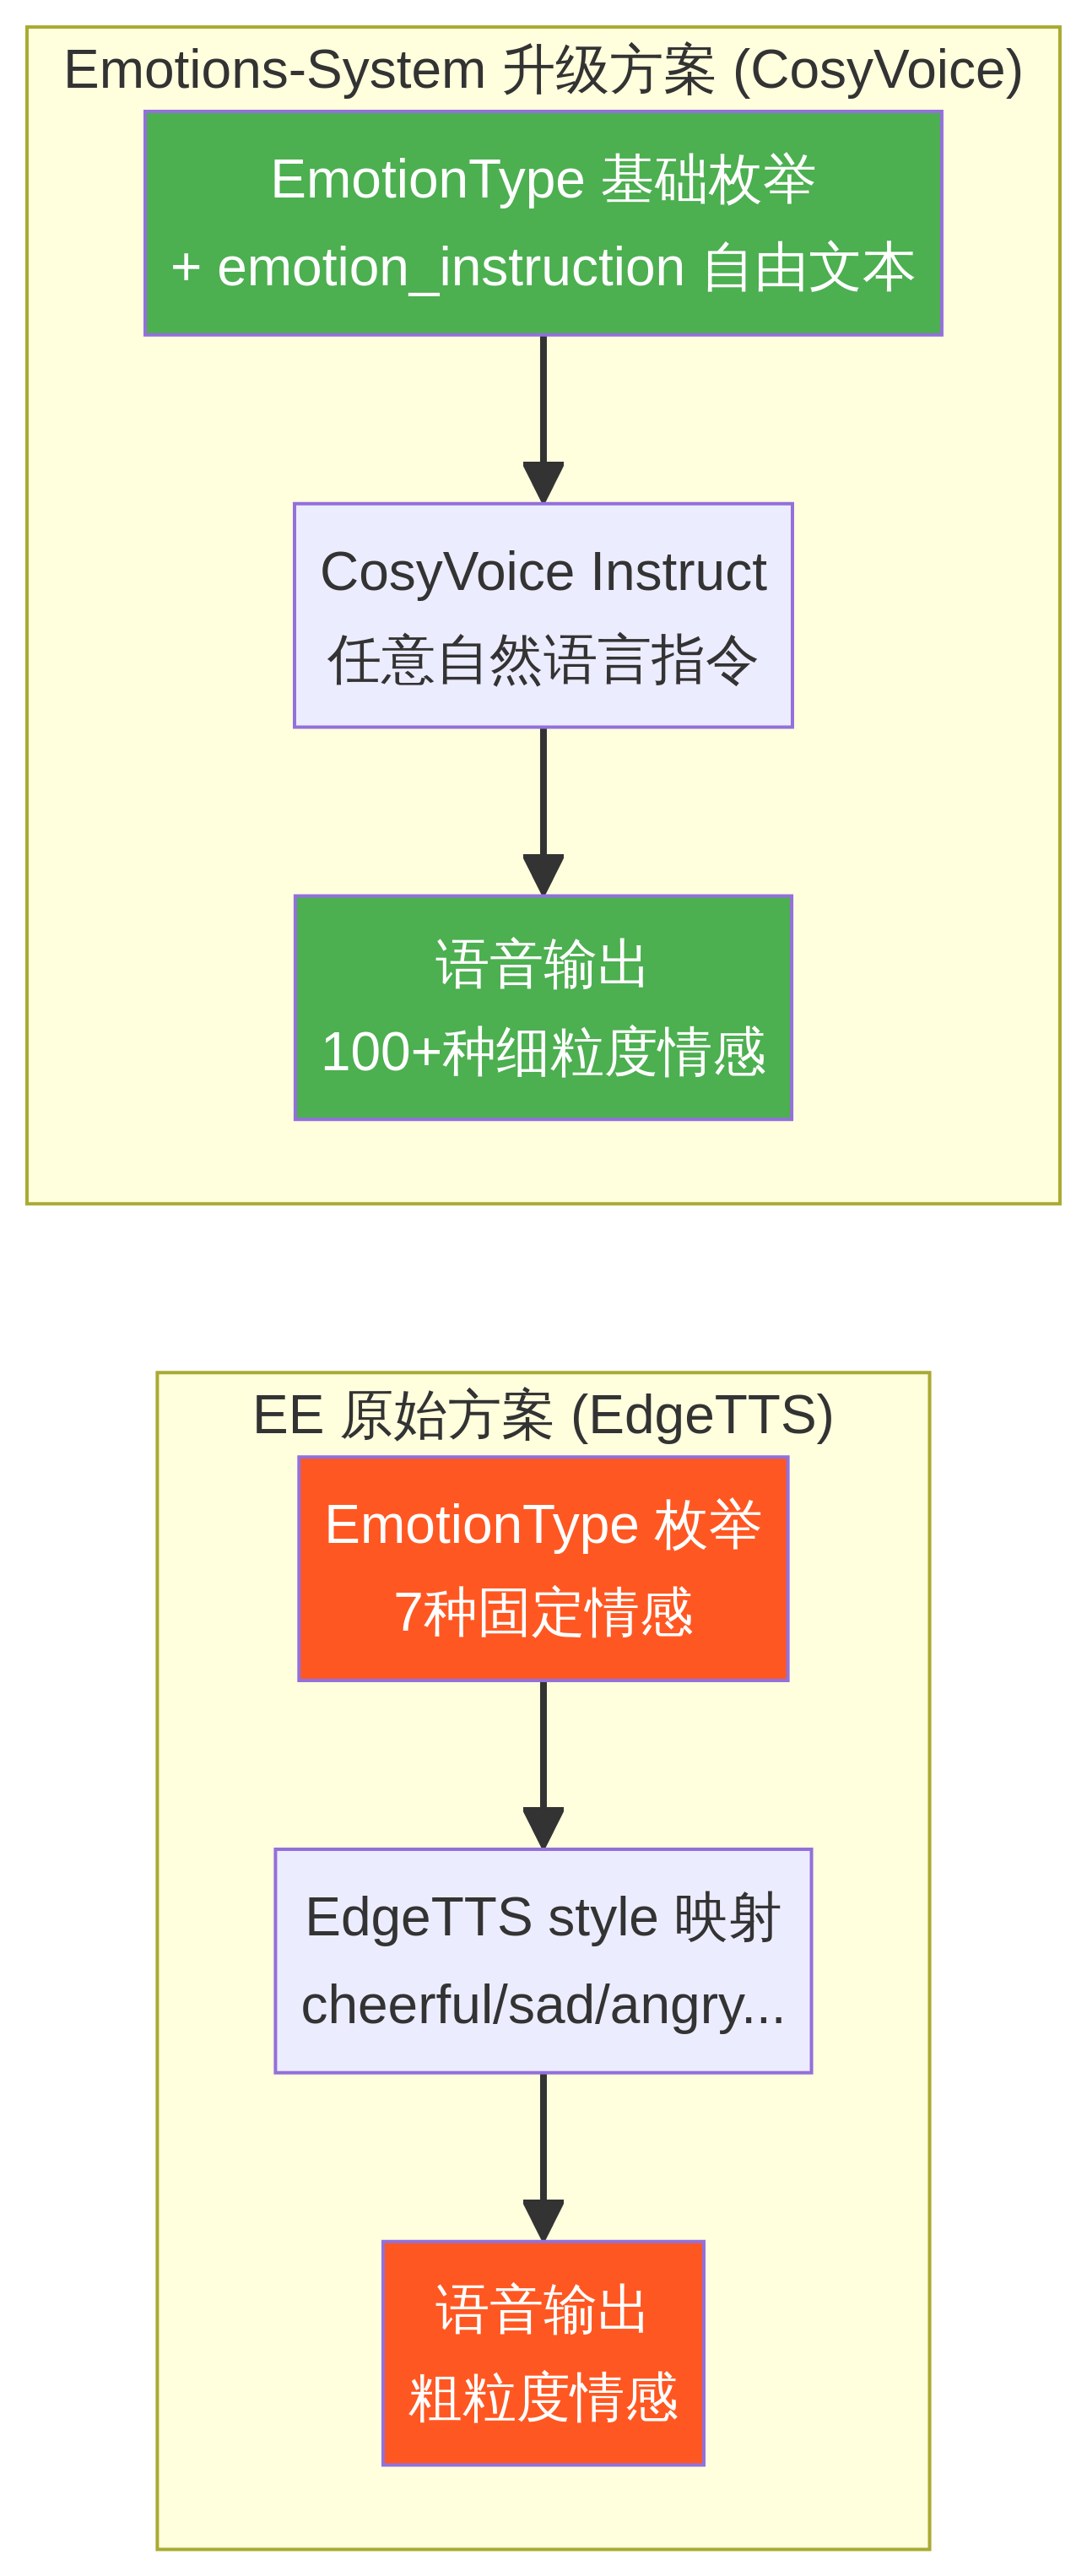 Emotions-System 升级方案 (CosyVoice)
EmotionType 基础枚举
+ emotion_instruction 自由文本
CosyVoice Instruct
任意自然语言指令
语音输出
100+种细粒度情感
EE 原始方案 (EdgeTTS)
EmotionType 枚举
7种固定情感
EdgeTTS style 映射
cheerful/sad/angry...
语音输出
粗粒度情感